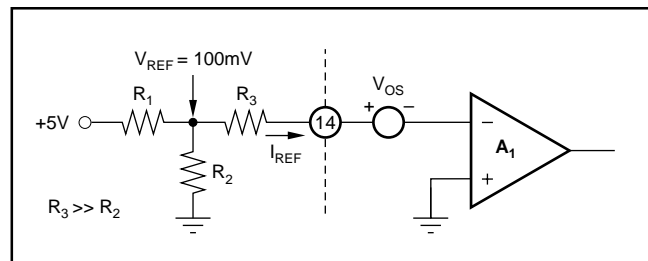 V_REF = 100mV
R_1
R_3
V_OS
+5V
14
+
−
−
A_1
+
I_REF
R_2
R_3 >> R_2